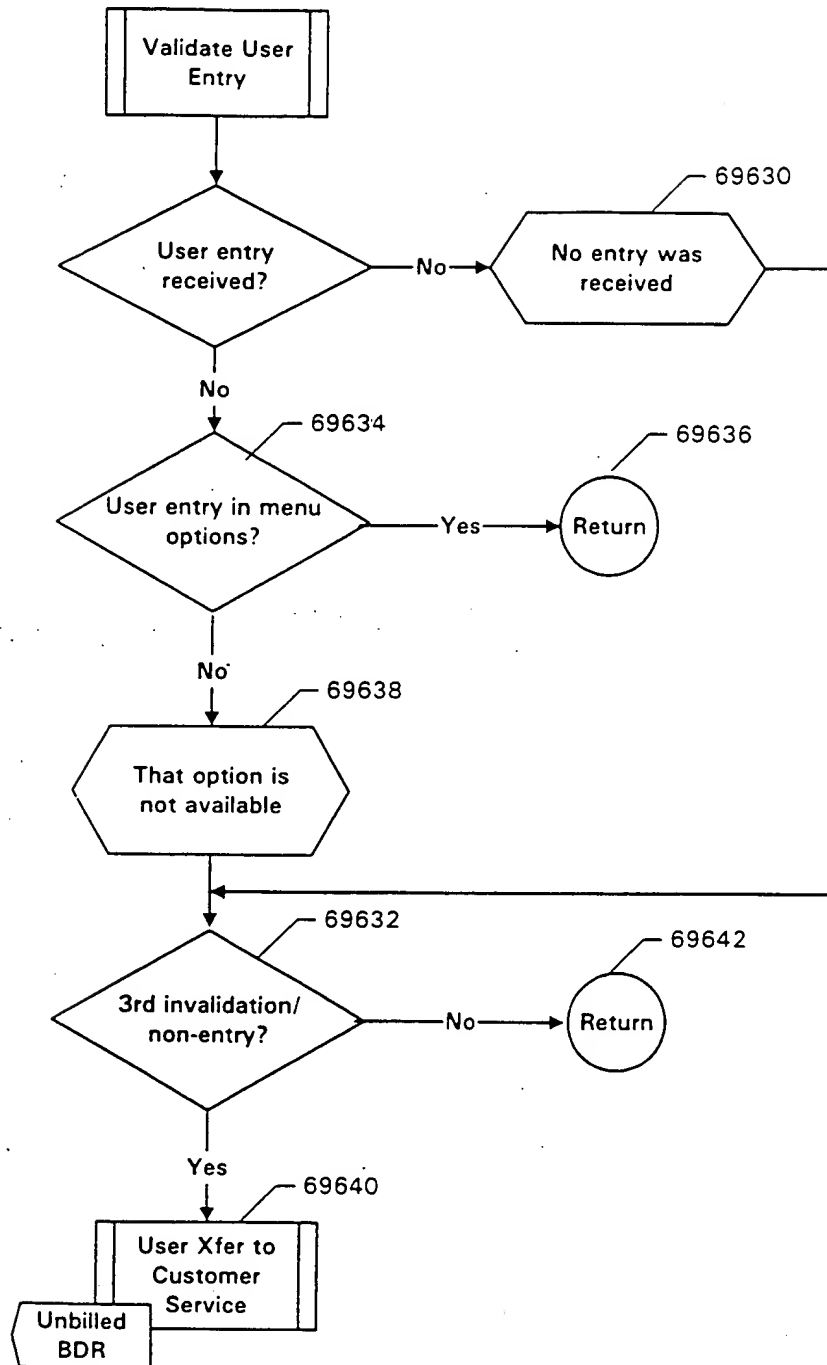 Validate User
Entry
69630
User entry
received?
No
No entry was
received
No
69634
69636
User entry in menu
options?
Yes
Return
No
69638
That option is
not available
69632
69642
3rd invalidation/
non-entry?
No
Return
Yes
69640
User Xfer to
Customer
Service
Unbilled
BDR